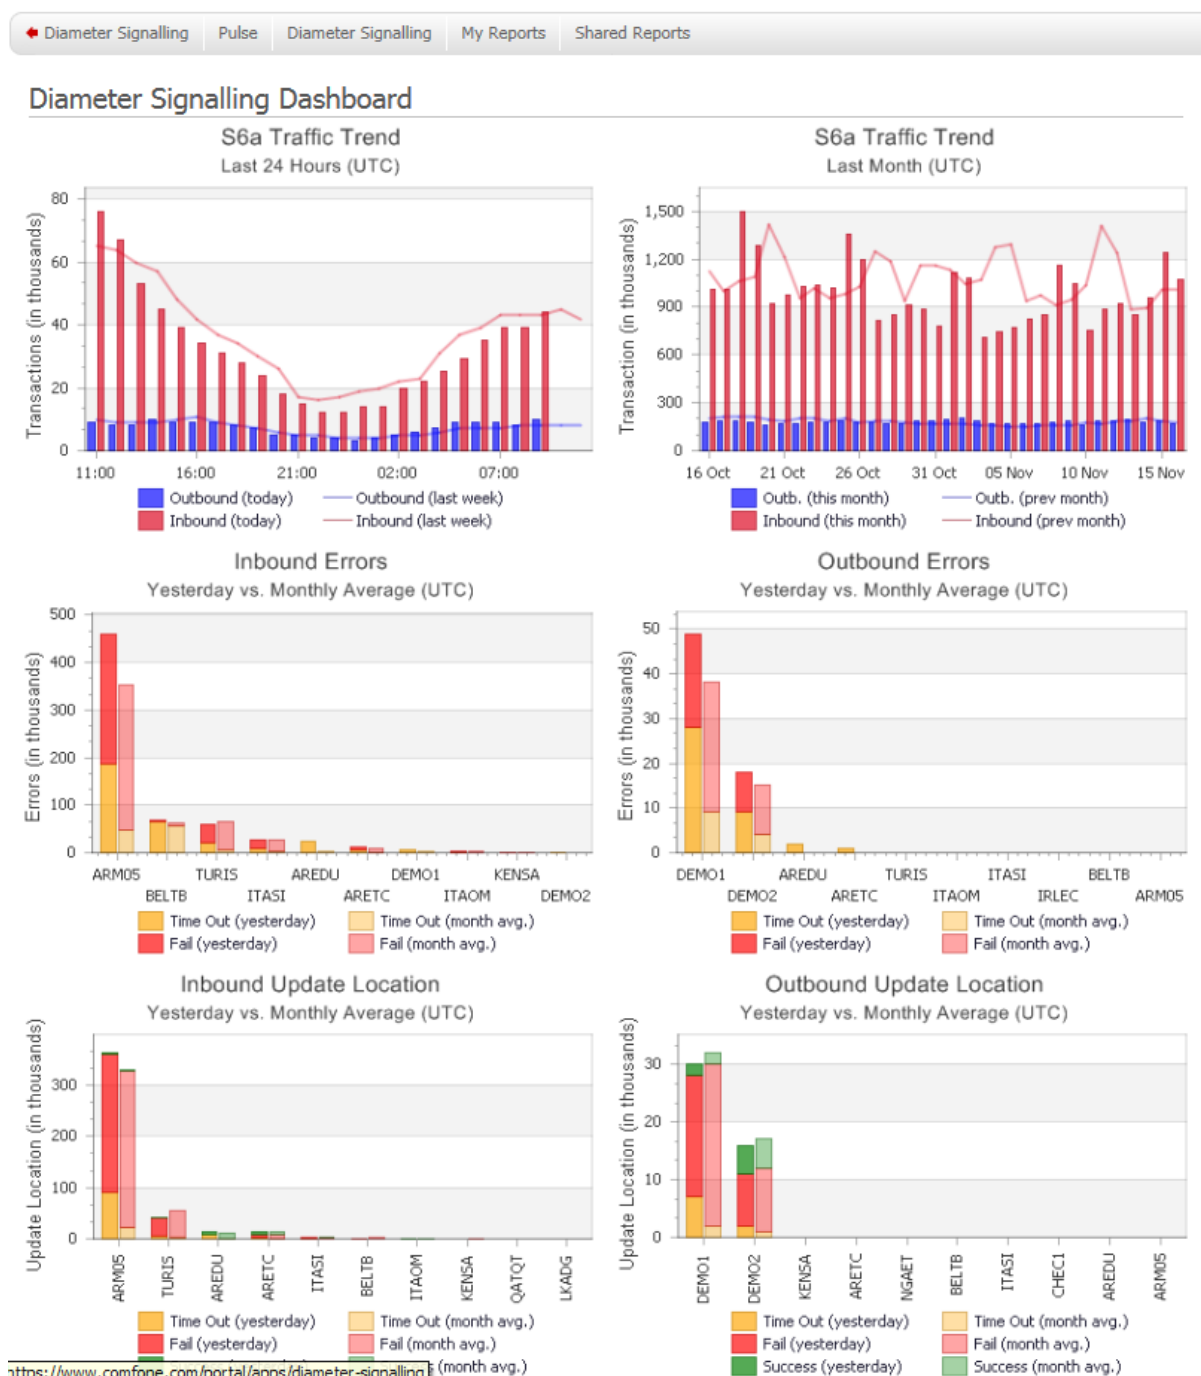 Diameter Signalling Pulse Diameter Signalling My Reports Shared Reports
Diameter Signalling Dashboard
S6a Traffic Trend
Last 24 Hours (UTC)
Transactions (in thousands)
80
60
40
20
0
11:00 16:00 21:00 02:00 07:00
Outbound (today) Outbound (last week)
Inbound (today) Inbound (last week)
S6a Traffic Trend
Last Month (UTC)
Transaction (in thousands)
1,500
1,200
900
600
300
0
16 Oct 21 Oct 26 Oct 31 Oct 05 Nov 10 Nov 15 Nov
Outb. (this month) Outb. (prev month)
Inbound (this month) Inbound (prev month)
Inbound Errors
Yesterday vs. Monthly Average (UTC)
Errors (in thousands)
500
400
300
200
100
0
ARM05 TURIS AREDU DEMO1 KENSA
BELTB ITASI ARETC ITAOM DEMO2
Time Out (yesterday) Time Out (month avg.)
Fail (yesterday) Fail (month avg.)
Outbound Errors
Yesterday vs. Monthly Average (UTC)
Errors (in thousands)
50
40
30
20
10
0
DEMO1 AREDU TURIS ITASI BELTB
DEMO2 ARETC ITAOM IRLEC ARM05
Time Out (yesterday) Time Out (month avg.)
Fail (yesterday) Fail (month avg.)
Inbound Update Location
Yesterday vs. Monthly Average (UTC)
Update Location (in thousands)
300
200
100
0
ARM05 TURIS AREDU ARETC ITASI BELTB ITAOM KENSA QATQT LKADG
Time Out (yesterday) Time Out (month avg.)
Fail (yesterday) Fail (month avg.)
(month avg.)
https://www.comfone.com/portal/apps/diameter-signalling
Outbound Update Location
Yesterday vs. Monthly Average (UTC)
Update Location (in thousands)
30
20
10
0
DEMO1 DEMO2 KENSA ARETC NGAET BELTB ITASI CHEC1 AREDU ARM05
Time Out (yesterday) Time Out (month avg.)
Fail (yesterday) Fail (month avg.)
Success (yesterday) Success (month avg.)